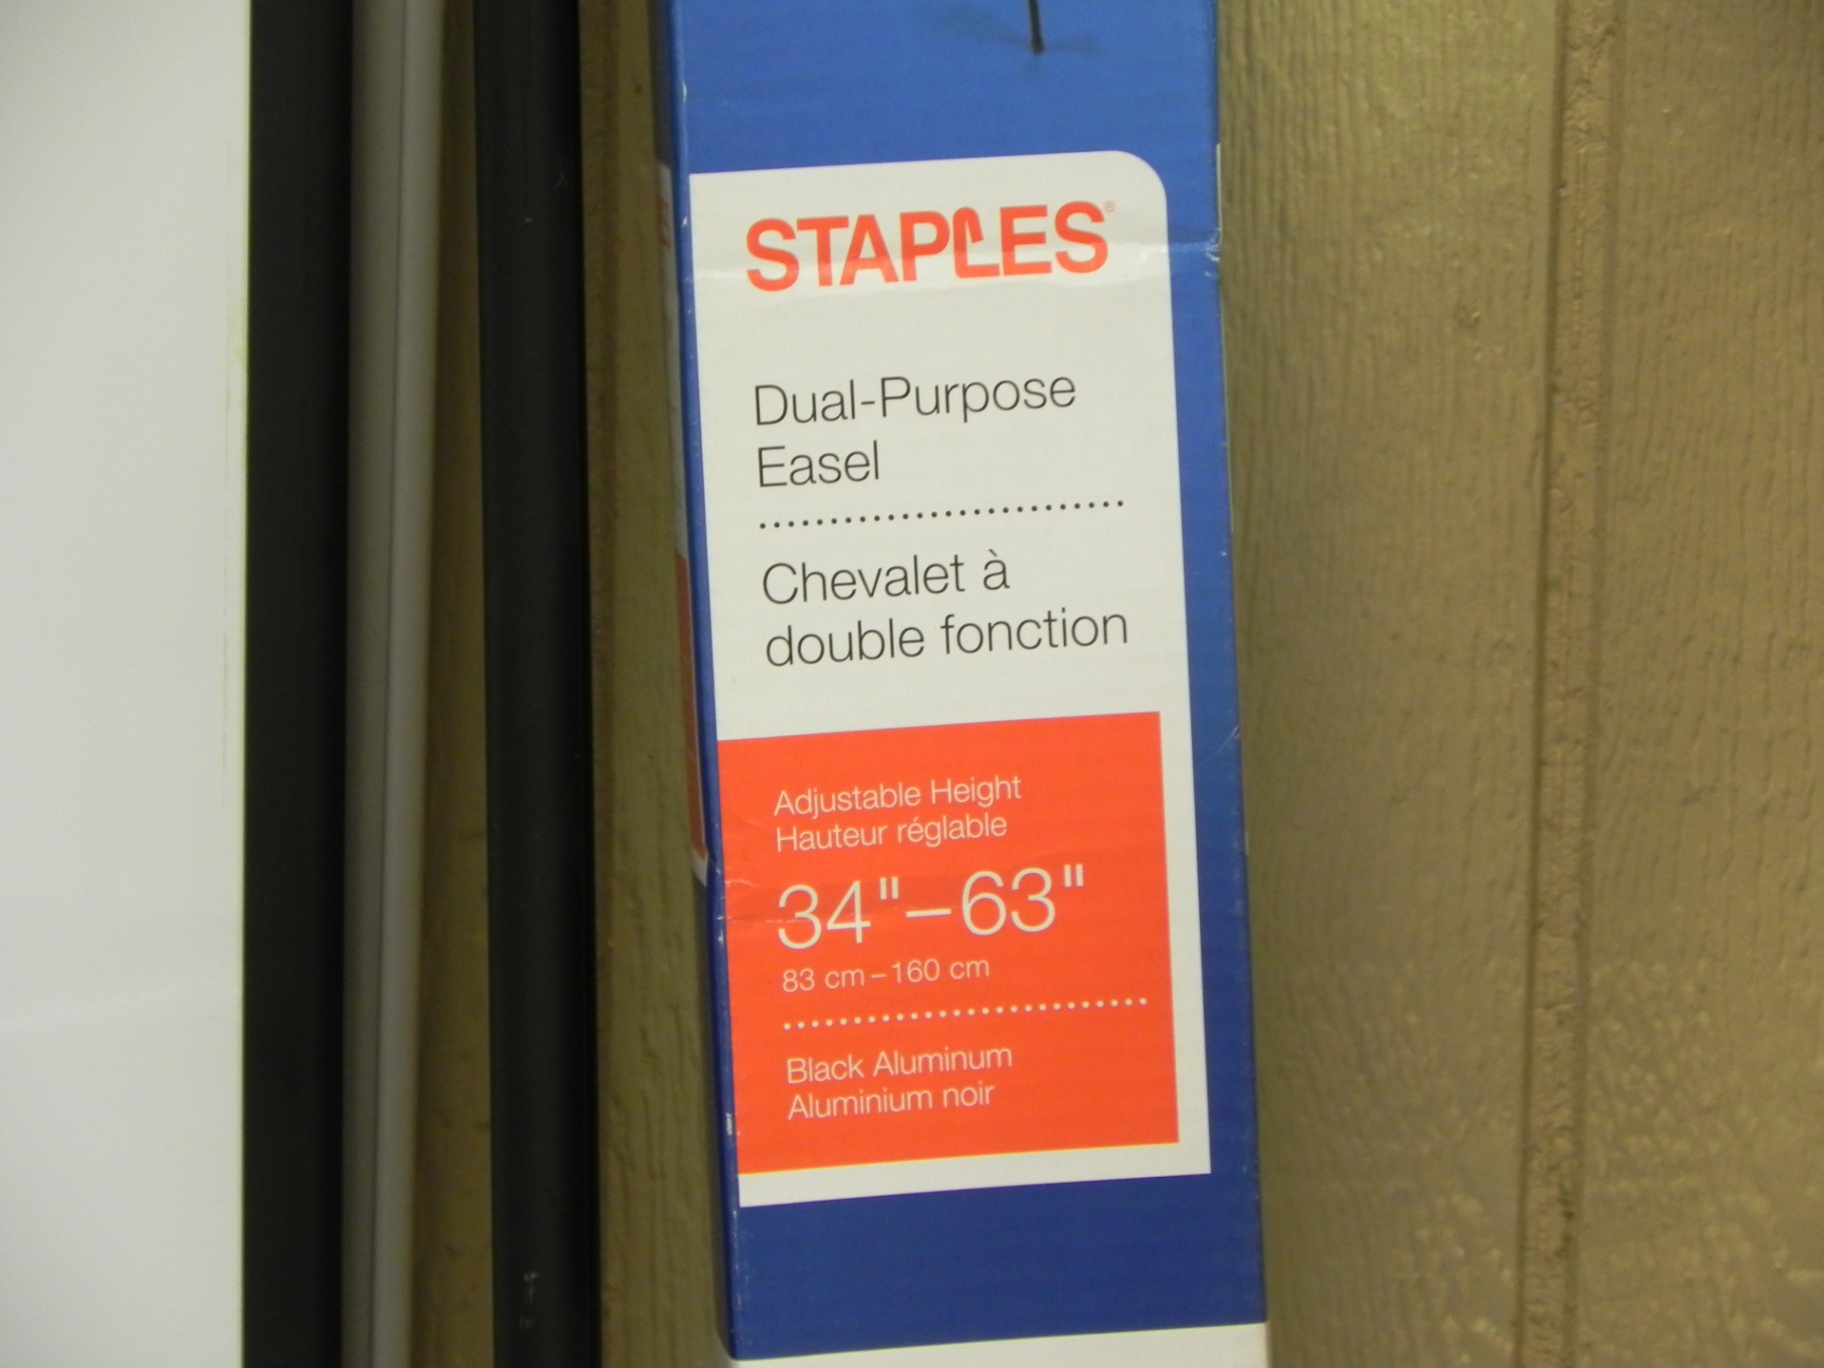 STAPLES®
Dual-Purpose
Easel
Chevalet à
double fonction
Adjustable Height
Hauteur réglable
34"–63"
83 cm – 160 cm
Black Aluminum
Aluminium noir